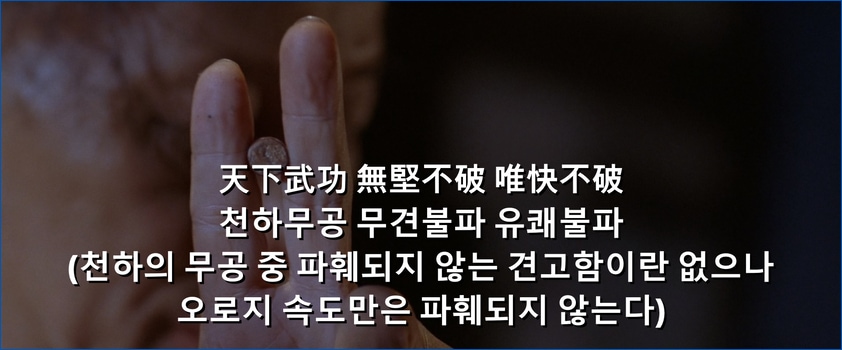 天下武功 無堅不破 唯快不破
천하무공 무견불파 유쾌불파
(천하의 무공 중 파훼되지 않는 견고함이란 없으나
오로지 속도만은 파훼되지 않는다)